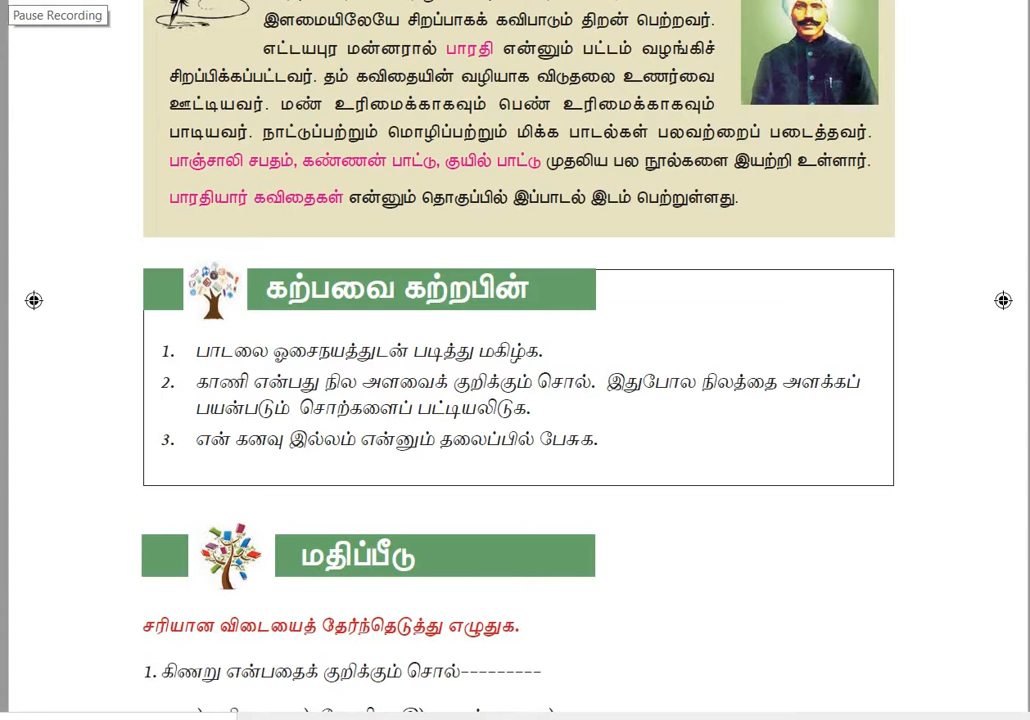 Pause Recording
இளமையிலேயே சிறப்பாகக் கவிபாடும் திறன் பெற்றவர்.
எட்டயபுர மன்னரால் பாரதி என்னும் பட்டம் வழங்கிச்
சிறப்பிக்கப்பட்டவர். தம் கவிதையின் வழியாக விடுதலை உணர்வை
ஊட்டியவர். மண் உரிமைக்காகவும் பெண் உரிமைக்காகவும்
பாடியவர். நாட்டுப்பற்றும் மொழிப்பற்றும் மிக்க பாடல்கள் பலவற்றைப் படைத்தவர்.
பாஞ்சாலி சபதம், கண்ணன் பாட்டு, குயில் பாட்டு முதலிய பல நூல்களை இயற்றி உள்ளார்.
பாரதியார் கவிதைகள் என்னும் தொகுப்பில் இப்பாடல் இடம் பெற்றுள்ளது.
கற்பவை கற்றபின்
1. பாடலை ஓசைநயத்துடன் படித்து மகிழ்க.
2. காணி என்பது நில அளவைக் குறிக்கும் சொல். இதுபோல நிலத்தை அளக்கப்
பயன்படும் சொற்களைப் பட்டியலிடுக.
3. என் கனவு இல்லம் என்னும் தலைப்பில் பேசுக.
மதிப்பீடு
சரியான விடையைத் தேர்ந்தெடுத்து எழுதுக.
1. கிணறு என்பதைக் குறிக்கும் சொல்---------